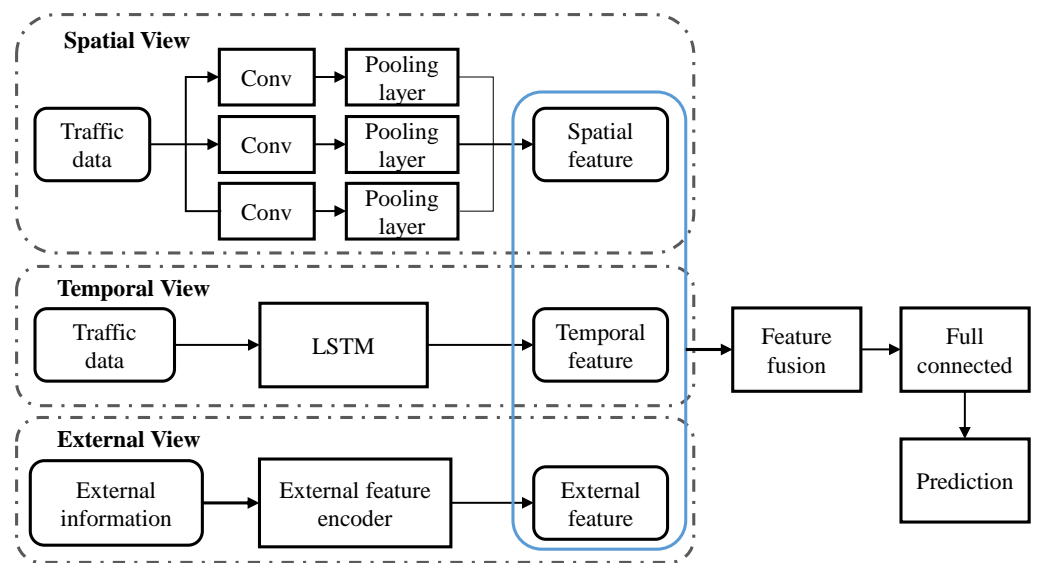 Spatial View
Traffic
data
Conv
Pooling
layer
Conv
Pooling
layer
Conv
Pooling
layer
Spatial
feature
Temporal View
Traffic
data
LSTM
Temporal
feature
Feature
fusion
Full
connected
External View
External
information
External feature
encoder
External
feature
Prediction